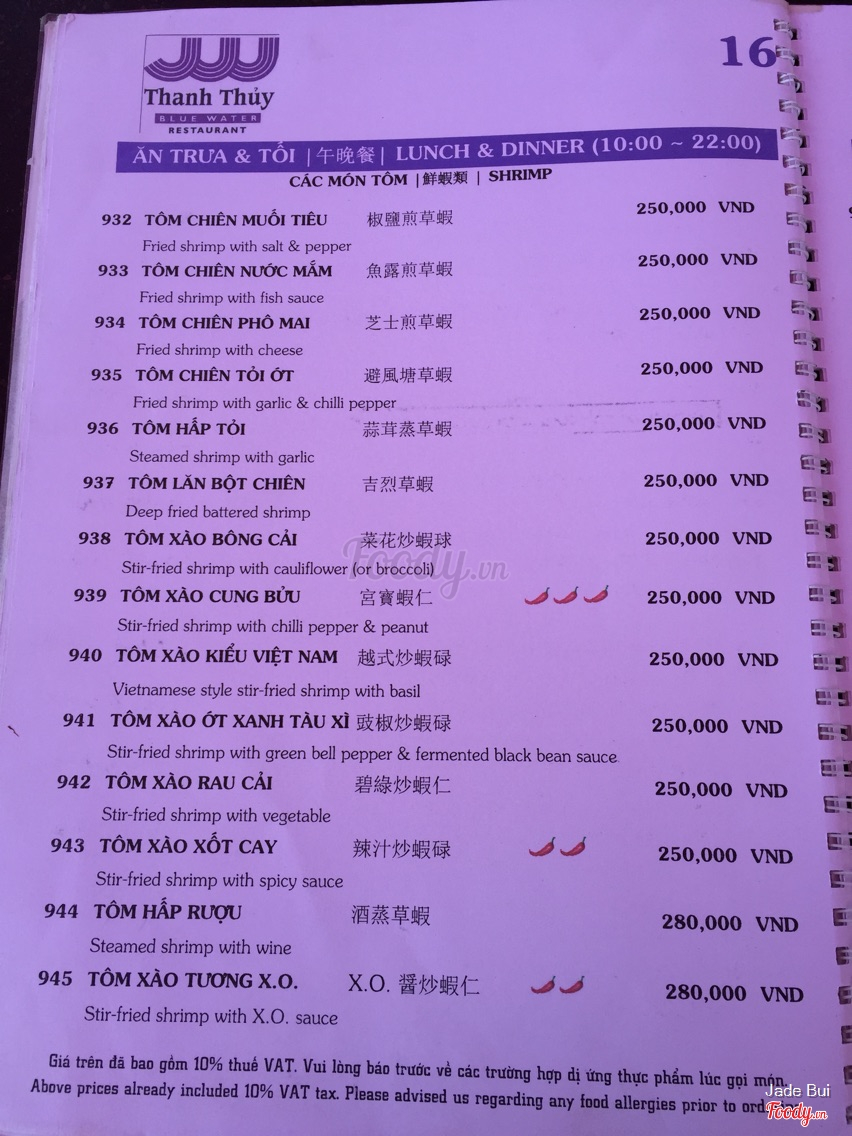 16
Thanh Thủy
BLUE WATER
RESTAURANT
ĂN TRƯA & TỐI | 午晚餐 | LUNCH & DINNER (10:00 ~ 22:00)
CÁC MÓN TÔM | 鮮蝦類 | SHRIMP
932 TÔM CHIÊN MUỐI TIÊU 椒鹽煎草蝦 250,000 VND
Fried shrimp with salt & pepper
933 TÔM CHIÊN NƯỚC MẮM 魚露煎草蝦 250,000 VND
Fried shrimp with fish sauce
934 TÔM CHIÊN PHÔ MAI 芝士煎草蝦 250,000 VND
Fried shrimp with cheese
935 TÔM CHIÊN TỎI ỚT 避風塘草蝦 250,000 VND
Fried shrimp with garlic & chilli pepper
936 TÔM HẤP TỎI 蒜茸蒸草蝦 250,000 VND
Steamed shrimp with garlic
937 TÔM LĂN BỘT CHIÊN 吉烈草蝦 250,000 VND
Deep fried battered shrimp
938 TÔM XÀO BÔNG CẢI 菜花炒蝦球 250,000 VND
Stir-fried shrimp with cauliflower (or broccoli)
Foody.vn
939 TÔM XÀO CUNG BỬU 宮寶蝦仁 250,000 VND
Stir-fried shrimp with chilli pepper & peanut
940 TÔM XÀO KIỂU VIỆT NAM 越式炒蝦碌 250,000 VND
Vietnamese style stir-fried shrimp with basil
941 TÔM XÀO ỚT XANH TÀU XÌ 豉椒炒蝦碌 250,000 VND
Stir-fried shrimp with green bell pepper & fermented black bean sauce
942 TÔM XÀO RAU CẢI 碧綠炒蝦仁 250,000 VND
Stir-fried shrimp with vegetable
943 TÔM XÀO XỐT CAY 辣汁炒蝦碌 250,000 VND
Stir-fried shrimp with spicy sauce
944 TÔM HẤP RƯỢU 酒蒸草蝦 280,000 VND
Steamed shrimp with wine
945 TÔM XÀO TƯƠNG X.O. X.O. 醬炒蝦仁 280,000 VND
Stir-fried shrimp with X.O. sauce
Giá trên đã bao gồm 10% thuế VAT. Vui lòng báo trước về các trường hợp dị ứng thực phẩm lúc gọi món.
Above prices already included 10% VAT tax. Please advised us regarding any food allergies prior to
Jade Bui
Foody.vn